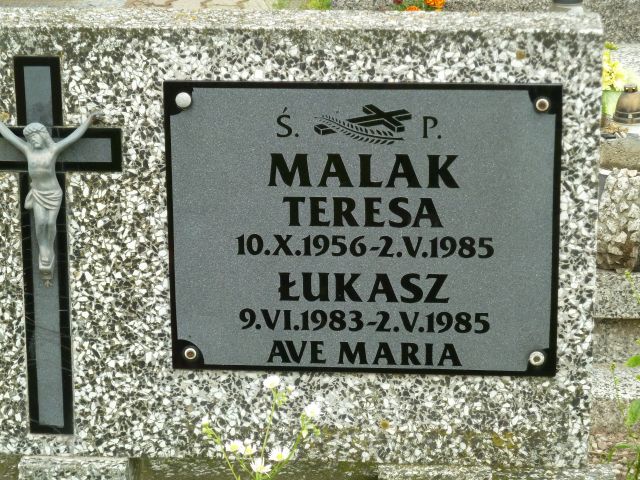 Ś. P.
MALAK
TERESA
10.X.1956-2.V.1985
ŁUKASZ
9.VI.1983-2.V.1985
AVE MARIA